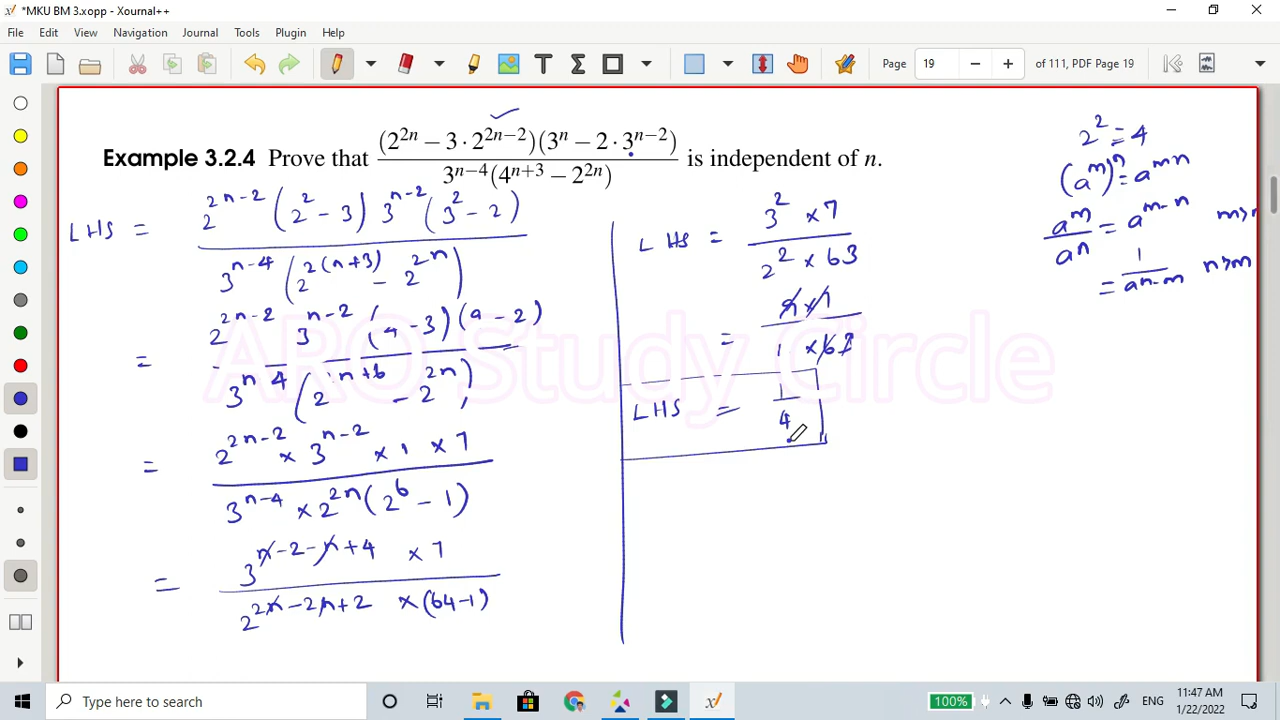 *MKU BM 3.xopp - Xournal++
File Edit View Navigation Journal Tools Plugin Help
Page 19 of 111, PDF Page 19
Example 3.2.4 Prove that (2^{2n} − 3 · 2^{2n−2})(3^n − 2 · 3^{n−2}) / 3^{n−4}(4^{n+3} − 2^{2n}) is independent of n.
LHS = 2^{2n-2} (2^2 - 3) 3^{n-2} (3^2 - 2) / 3^{n-4} (2^{2(n+3)} - 2^{2n})
= 2^{2n-2} 3^{n-2} (4-3)(9-2) / 3^{n-4} (2^{2n+6} - 2^{2n})
= 2^{2n-2} × 3^{n-2} × 1 × 7 / 3^{n-4} × 2^{2n} (2^6 - 1)
= 3^{n-2-n+4} × 7 / 2^{2n-2n+2} × (64-1)
LHS = 3^2 × 7 / 2^2 × 63
= 9 × 7 / × 63
LHS = 1 / 4
2^2 = 4
(a^m)^n = a^{mn}
a^m / a^n = a^{m-n} m>n
= 1 / a^{n-m} n>m
ARO Study Circle
Type here to search
100%
ENG
11:47 AM
1/22/2022